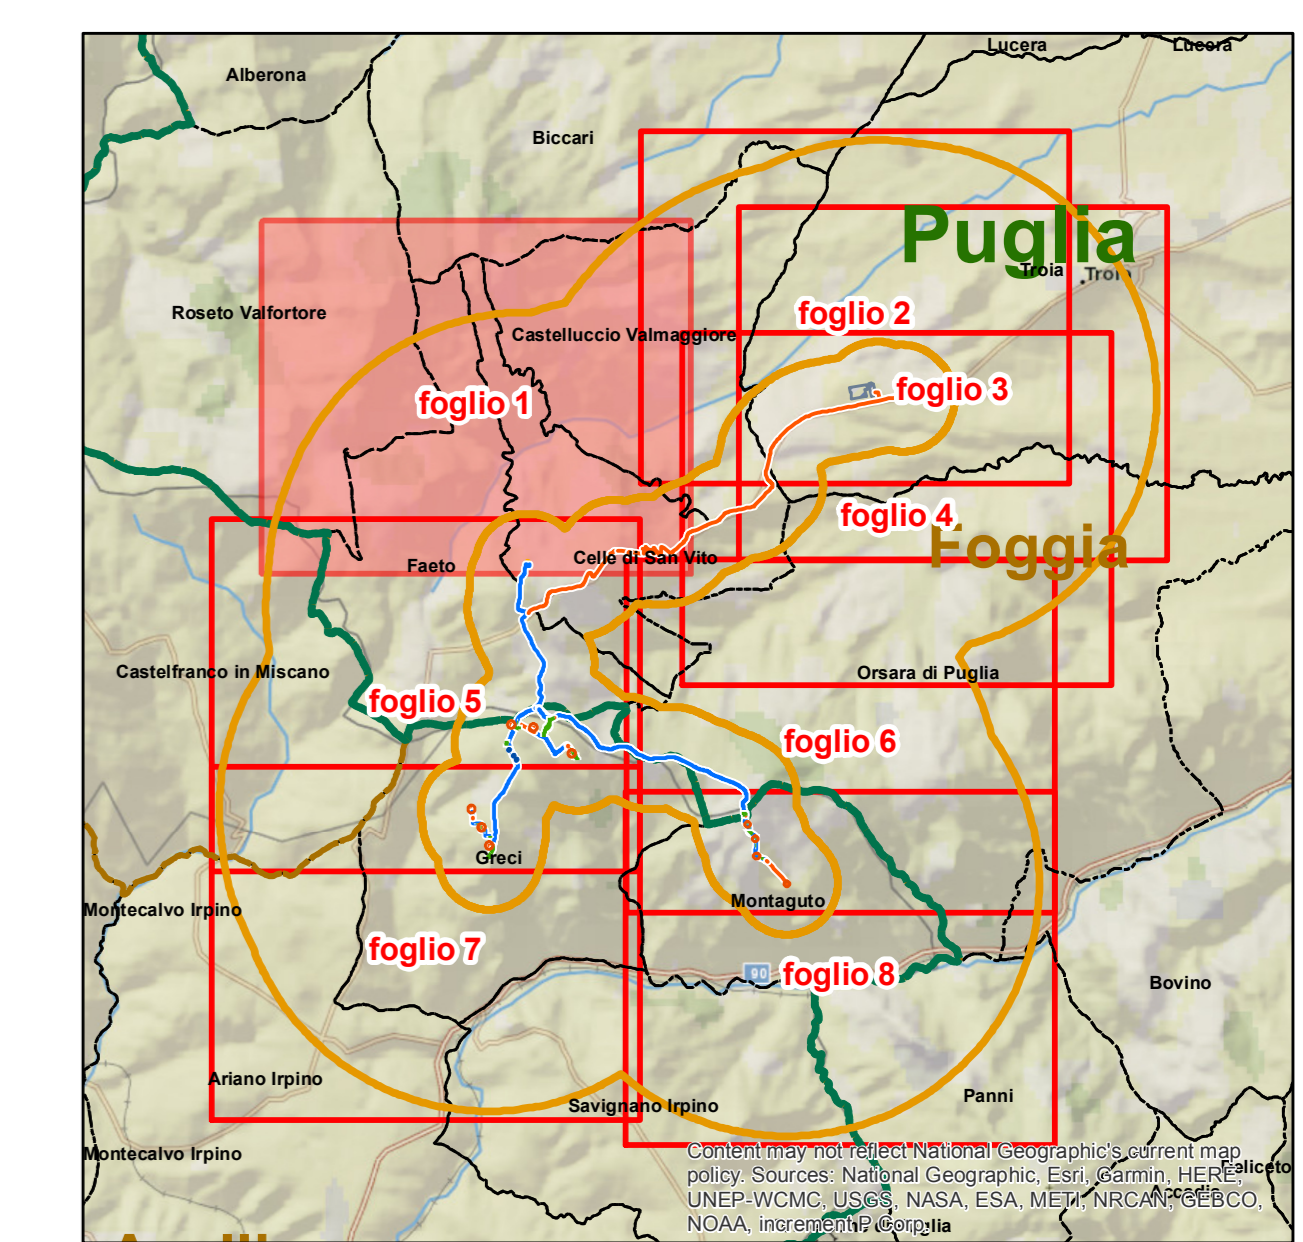 Lucera
Lucera
Alberona
Biccari
Puglia
Troia
Troia
Roseto Valfortore
foglio 2
Castelluccio Valmaggiore
foglio 1
foglio 3
foglio 4
Foggia
Celle di San Vito
Faeto
Castelfranco in Miscano
Orsara di Puglia
foglio 5
foglio 6
Greci
Montaguto
Montecalvo Irpino
foglio 7
90
foglio 8
Bovino
Ariano Irpino
Panni
Savignano Irpino
Montecalvo Irpino
Content may not reflect National Geographic's current map
policy. Sources: National Geographic, Esri, Garmin, HERE,
UNEP-WCMC, USGS, NASA, ESA, METI, NRCAN, GEBCO,
NOAA, increment P Corp.
Deliceto
Accadia